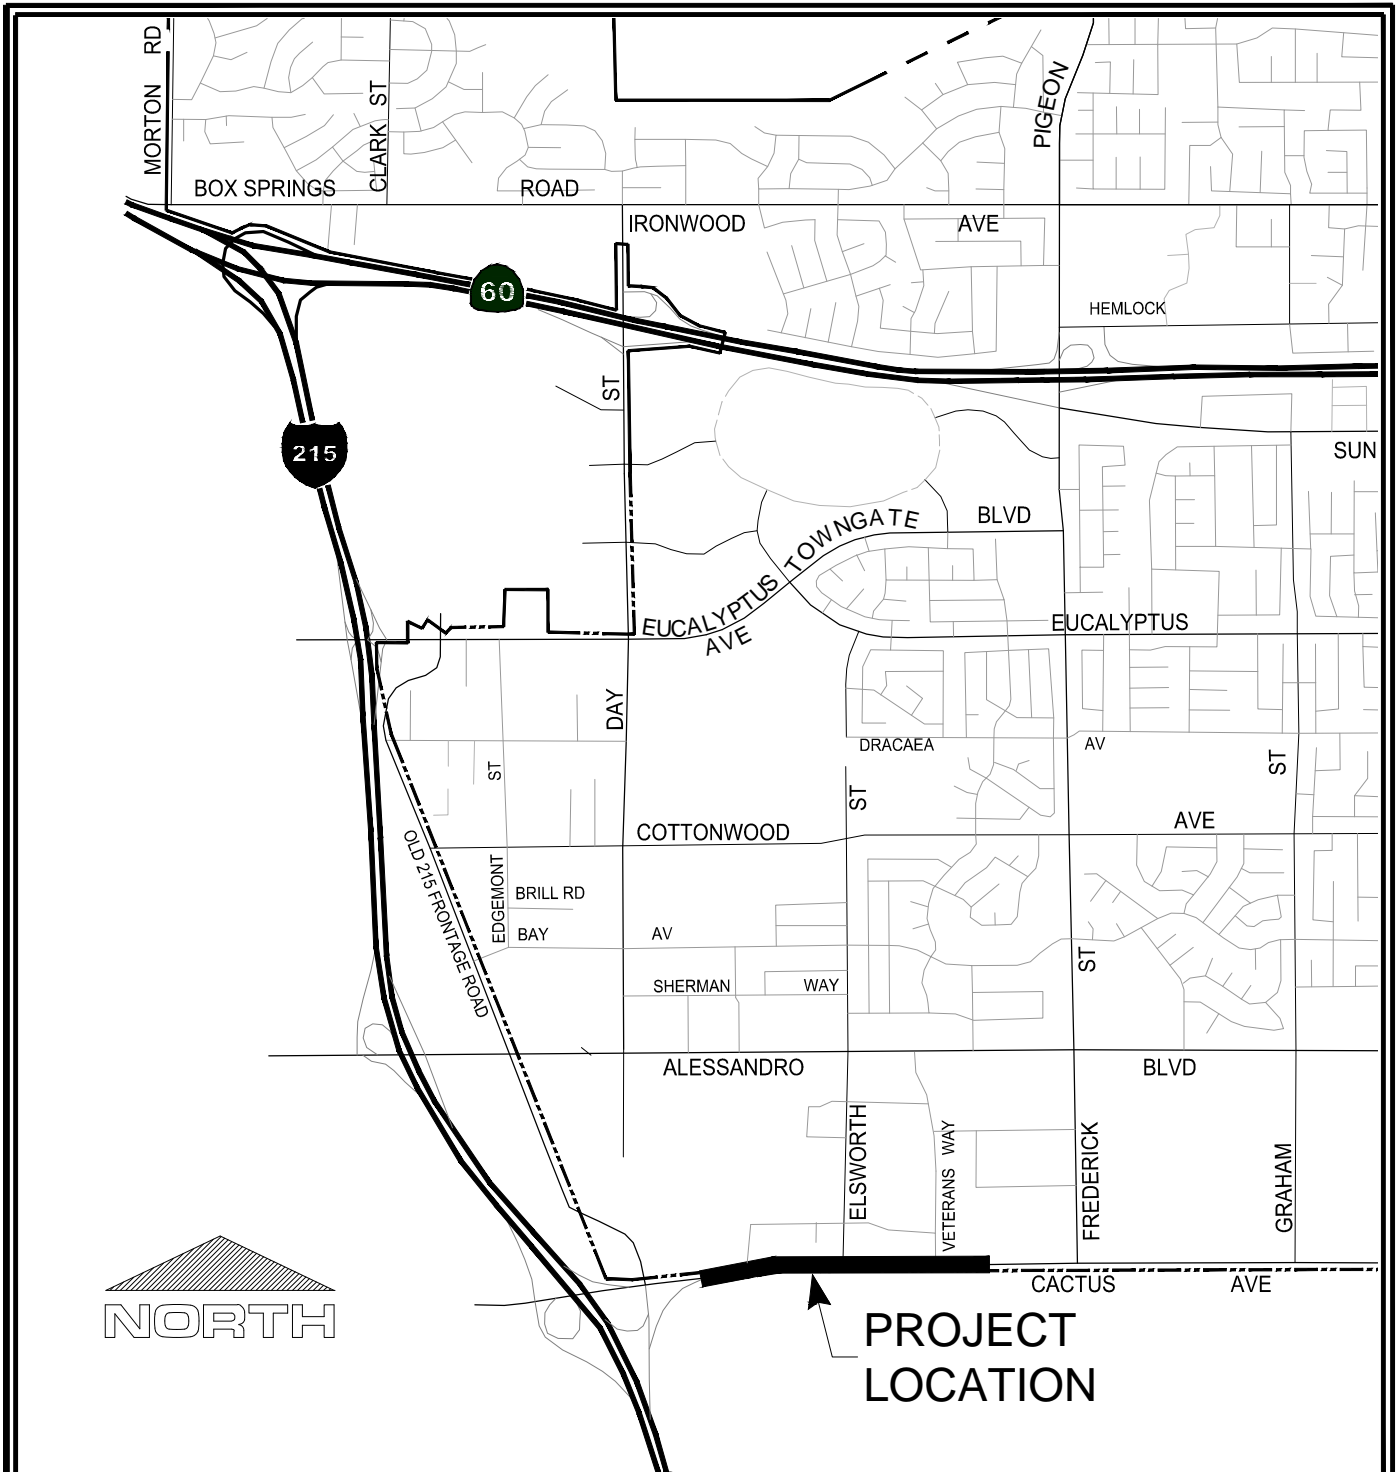 MORTON RD
CLARK ST
PIGEON
BOX SPRINGS ROAD
IRONWOOD AVE
60
HEMLOCK
ST
215
SUN
TOWNGATE BLVD
EUCALYPTUS AVE
EUCALYPTUS
DAY
DRACAEA AV
ST
ST
ST
COTTONWOOD AVE
OLD 215 FRONTAGE ROAD
EDGEMONT
BRILL RD
BAY AV
ST
SHERMAN WAY
ALESSANDRO BLVD
ELSWORTH
VETERANS WAY
FREDERICK
GRAHAM
NORTH
CACTUS AVE
PROJECT
LOCATION